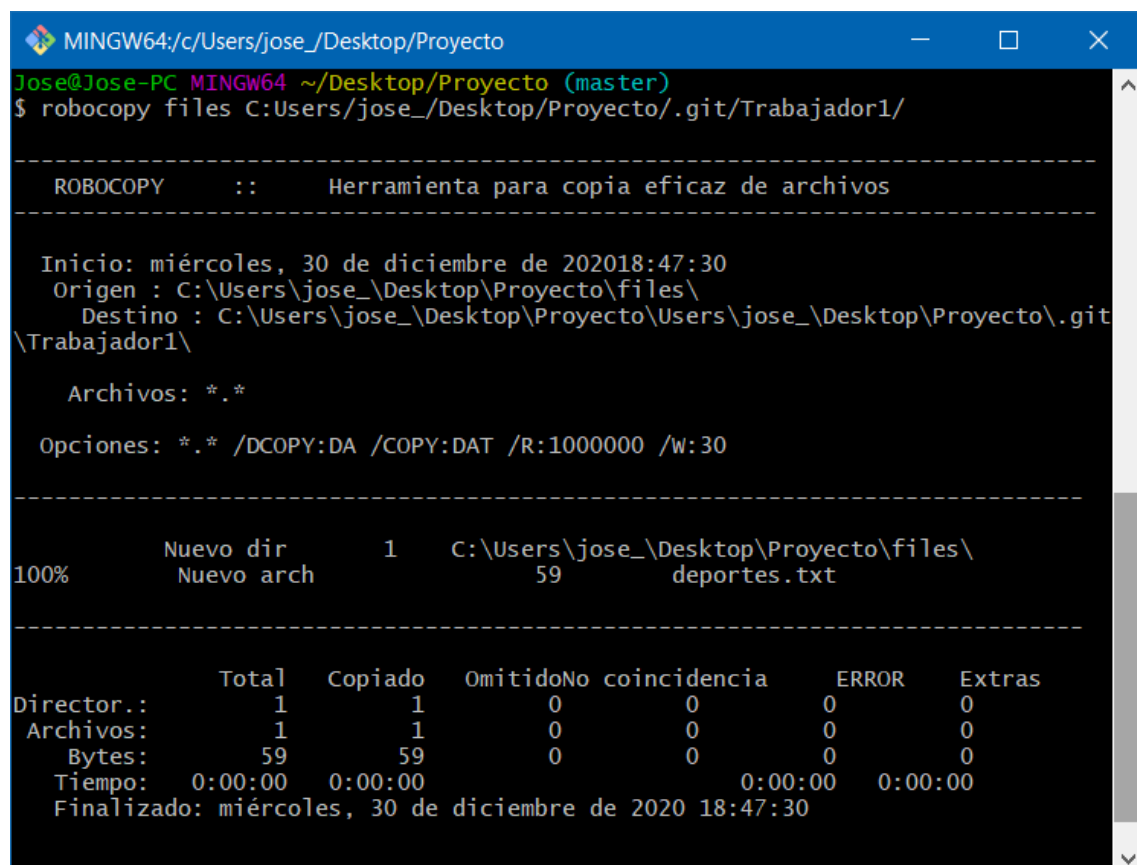 MINGW64:/c/Users/jose_/Desktop/Proyecto
Jose@Jose-PC MINGW64 ~/Desktop/Proyecto (master)
$ robocopy files C:Users/jose_/Desktop/Proyecto/.git/Trabajador1/
-------------------------------------------------------------------------------
ROBOCOPY     ::     Herramienta para copia eficaz de archivos
-------------------------------------------------------------------------------
Inicio: miércoles, 30 de diciembre de 202018:47:30
Origen : C:\Users\jose_\Desktop\Proyecto\files\
Destino : C:\Users\jose_\Desktop\Proyecto\Users\jose_\Desktop\Proyecto\.git
\Trabajador1\
Archivos: *.*
Opciones: *.* /DCOPY:DA /COPY:DAT /R:1000000 /W:30
------------------------------------------------------------------------------
Nuevo dir       1    C:\Users\jose_\Desktop\Proyecto\files\
100%        Nuevo arch                59        deportes.txt
------------------------------------------------------------------------------
Total   Copiado   OmitidoNo coincidencia     ERROR    Extras
Director.:         1         1         0         0         0         0
Archivos:         1         1         0         0         0         0
Bytes:        59        59         0         0         0         0
Tiempo:   0:00:00   0:00:00                       0:00:00   0:00:00
Finalizado: miércoles, 30 de diciembre de 2020 18:47:30